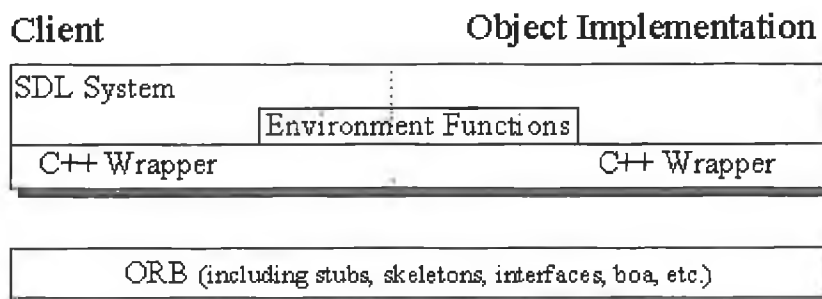 Client Object Implementation
SDL System
Environment Functions
C++ Wrapper C++ Wrapper
ORB (including stubs, skeletons, interfaces, boa, etc.)